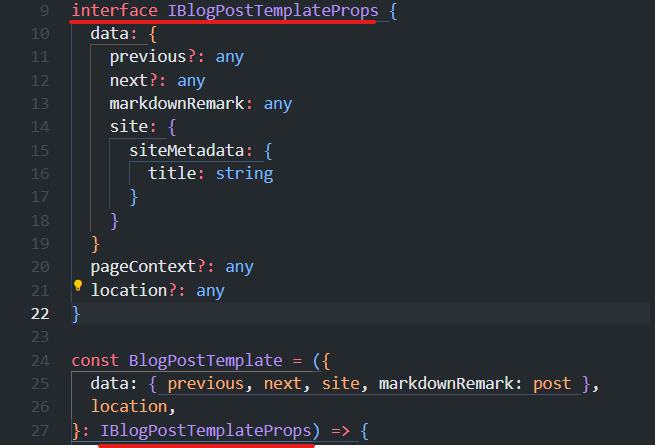 9 interface IBlogPostTemplateProps {
10 data: {
11 previous?: any
12 next?: any
13 markdownRemark: any
14 site: {
15 siteMetadata: {
16 title: string
17 }
18 }
19 }
20 pageContext?: any
21 location?: any
22 }
23
24 const BlogPostTemplate = ({
25 data: { previous, next, site, markdownRemark: post },
26 location,
27 }: IBlogPostTemplateProps) => {